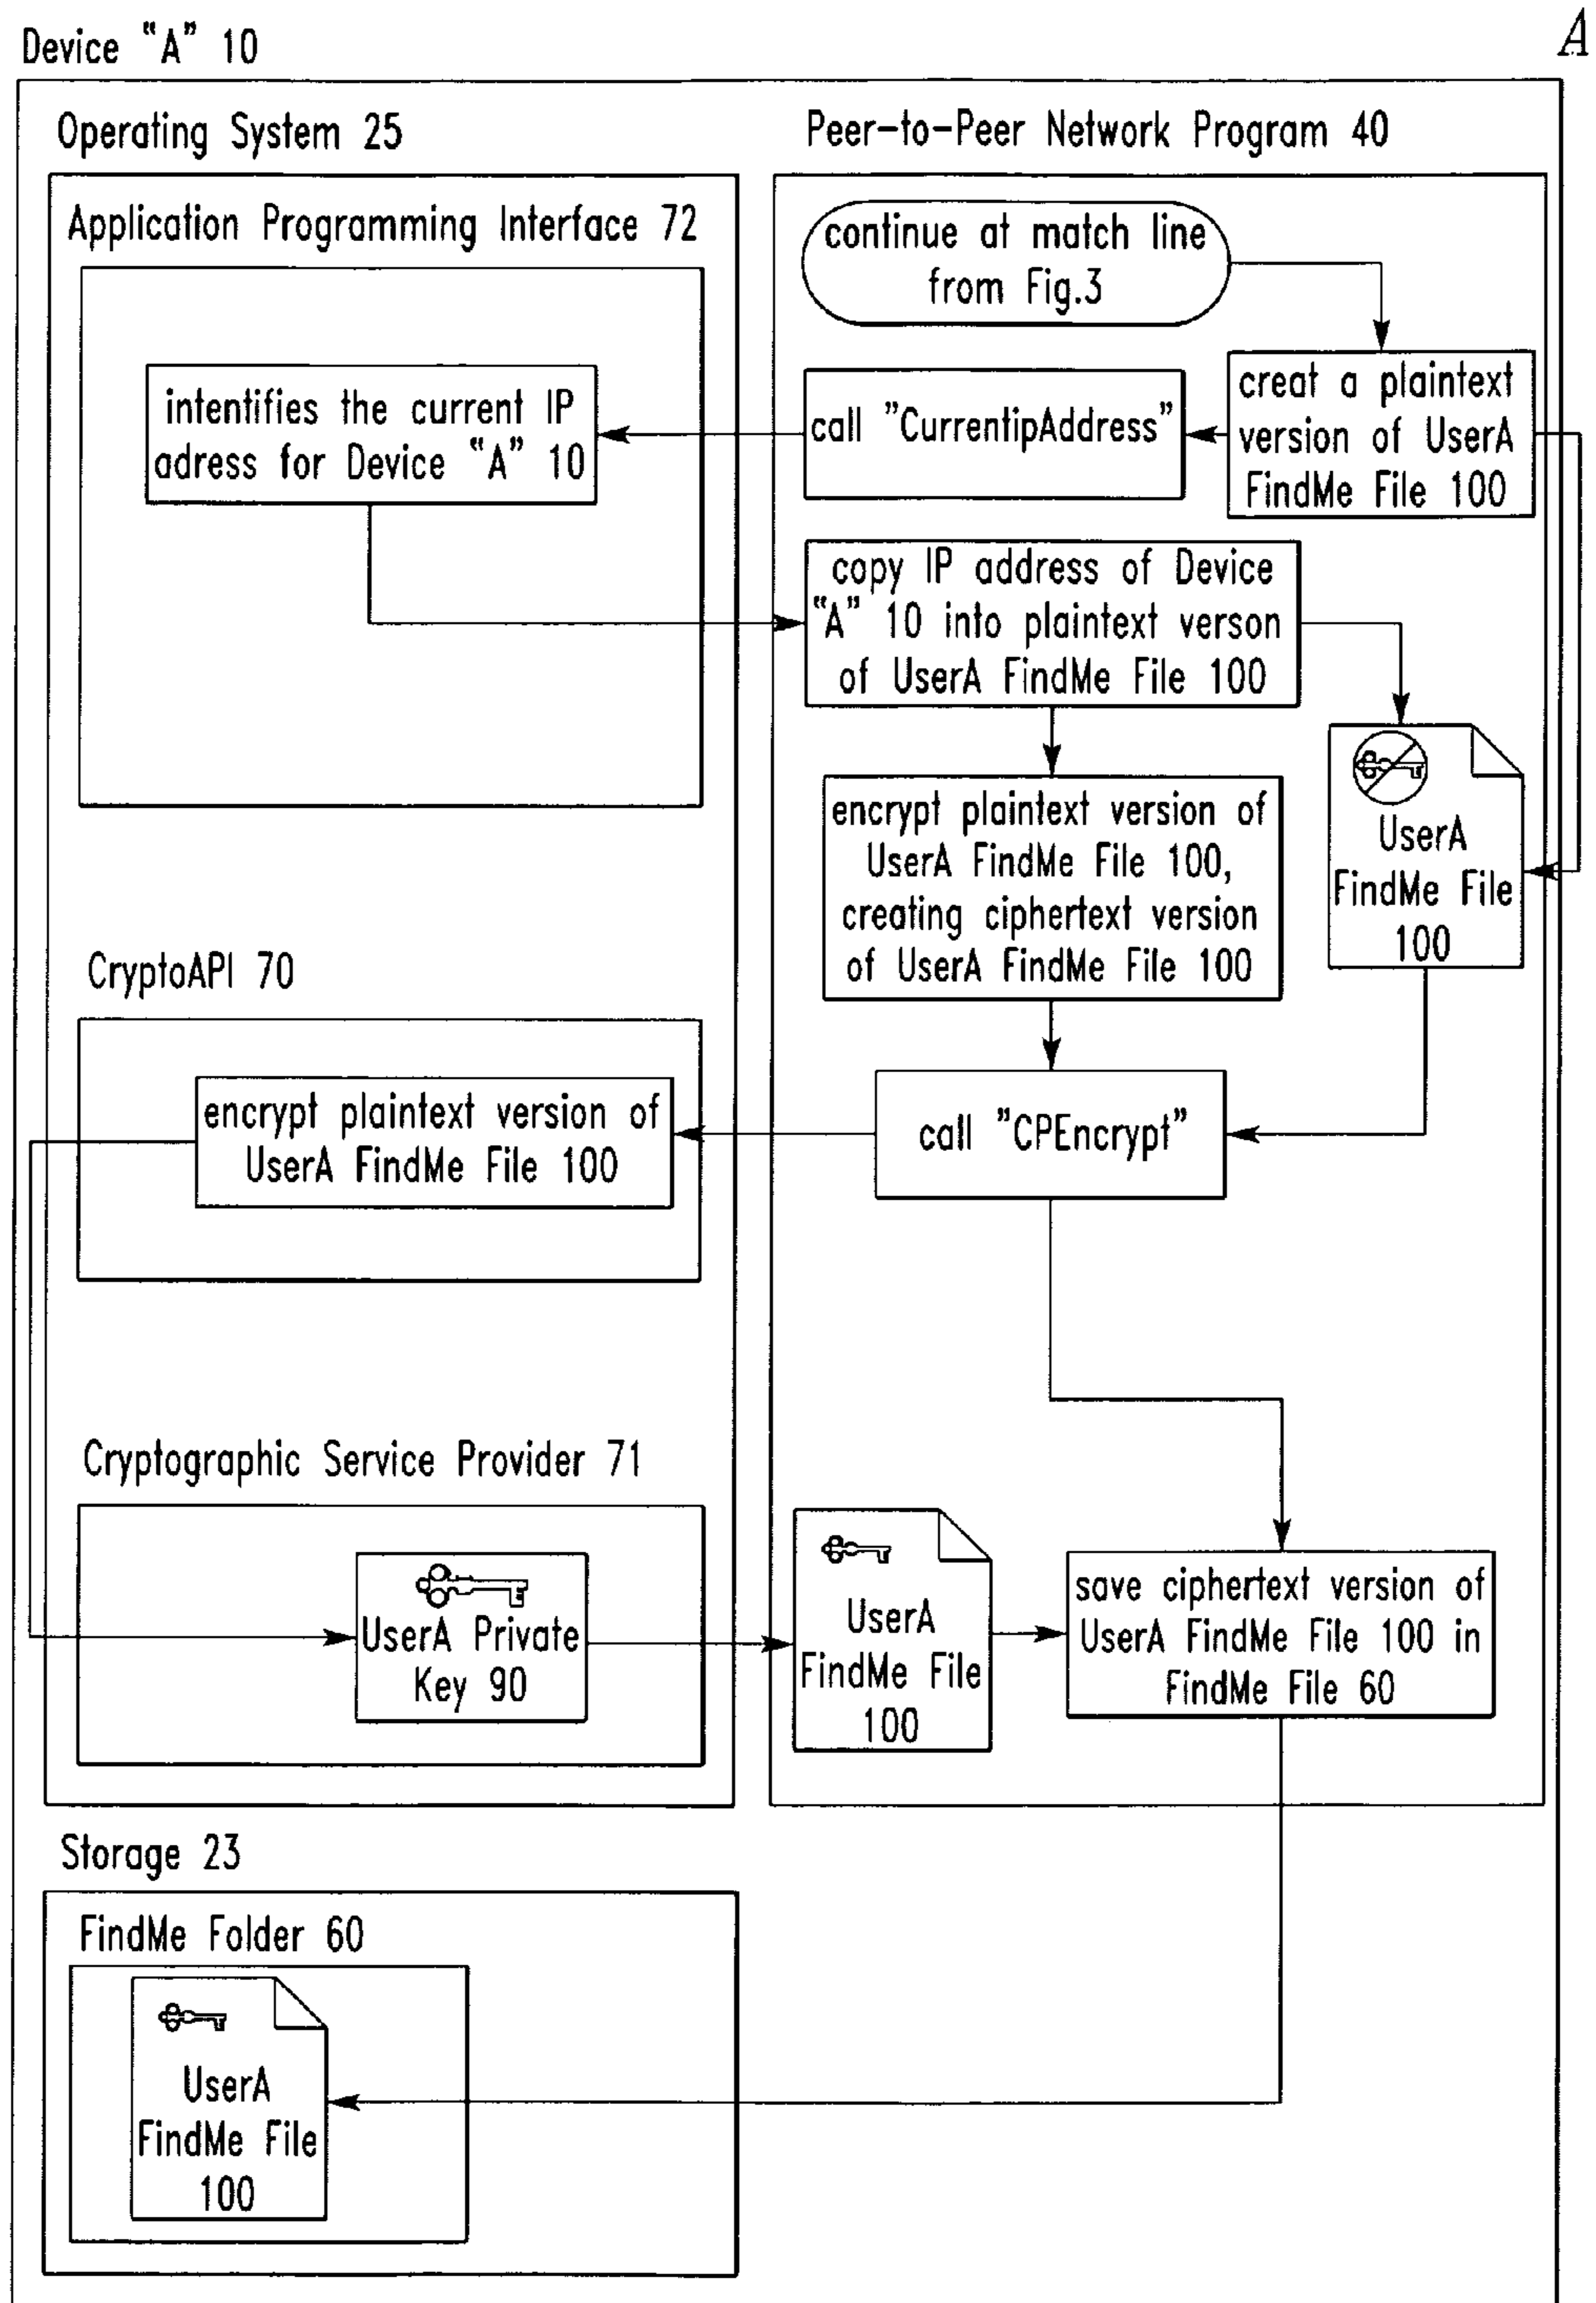 Device “A” 10
A
Operating System 25
Peer-to-Peer Network Program 40
Application Programming Interface 72
continue at match line
from Fig.3
intentifies the current IP
adress for Device “A” 10
call ”CurrentipAddress”
creat a plaintext
version of UserA
FindMe File 100
copy IP address of Device
“A” 10 into plaintext verson
of UserA FindMe File 100
UserA
FindMe File
100
encrypt plaintext version of
UserA FindMe File 100,
creating ciphertext version
of UserA FindMe File 100
CryptoAPI 70
encrypt plaintext version of
UserA FindMe File 100
call ”CPEncrypt”
Cryptographic Service Provider 71
UserA Private
Key 90
UserA
FindMe File
100
save ciphertext version of
UserA FindMe File 100 in
FindMe File 60
Storage 23
FindMe Folder 60
UserA
FindMe File
100